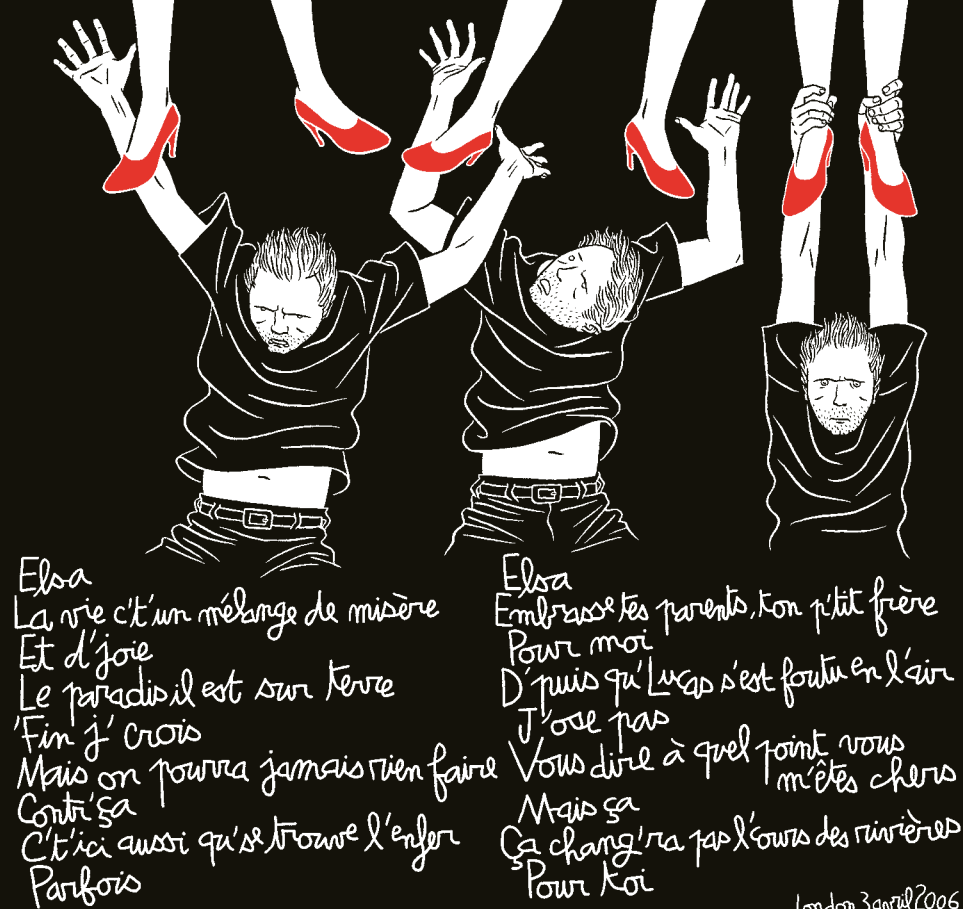 Elsa
La vie c't'un mélange de misère
Et d'joie
Le paradis il est sur terre
'Fin j' crois
Mais on pourra jamais rien faire
Contr'ça
C't'ici aussi qu'se trouve l'enfer
Parfois
Elsa
Embrasse tes parents, ton p'tit frère
Pour moi
D'puis qu'Lucas s'est foutu en l'air
J'ose pas
Vous dire à quel point vous
m'êtes chers
Mais ça
Ça chang'ra pas l'cours des rivières
Pour toi
London 3 avril 2006